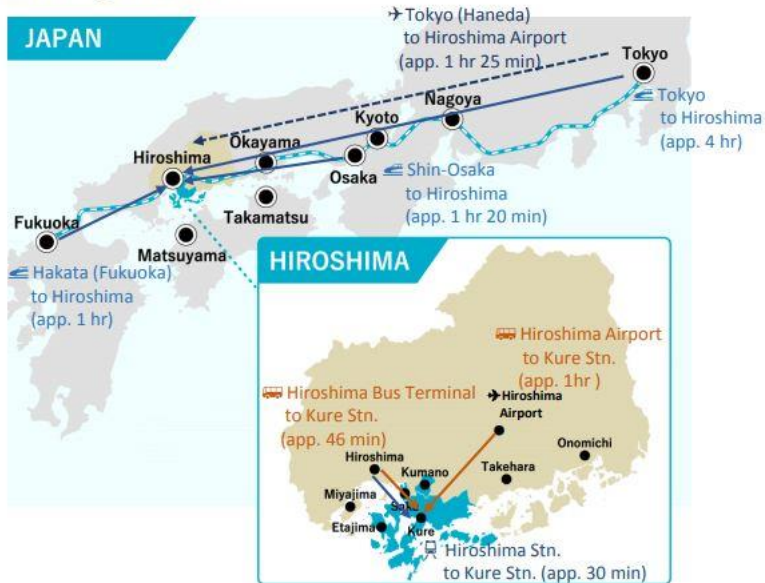 JAPAN
Tokyo (Haneda)
to Hiroshima Airport
(app. 1 hr 25 min)
Tokyo
Tokyo
to Hiroshima
(app. 4 hr)
Nagoya
Kyoto
Okayama
Hiroshima
Osaka
Shin-Osaka
to Hiroshima
(app. 1 hr 20 min)
Takamatsu
Fukuoka
Matsuyama
Hakata (Fukuoka)
to Hiroshima
(app. 1 hr)
HIROSHIMA
Hiroshima Airport
to Kure Stn.
(app. 1hr )
Hiroshima Bus Terminal
to Kure Stn.
(app. 46 min)
Hiroshima
Airport
Onomichi
Hiroshima
Kumano
Takehara
Miyajima
Saka
Etajima
Kure
Hiroshima Stn.
to Kure Stn. (app. 30 min)